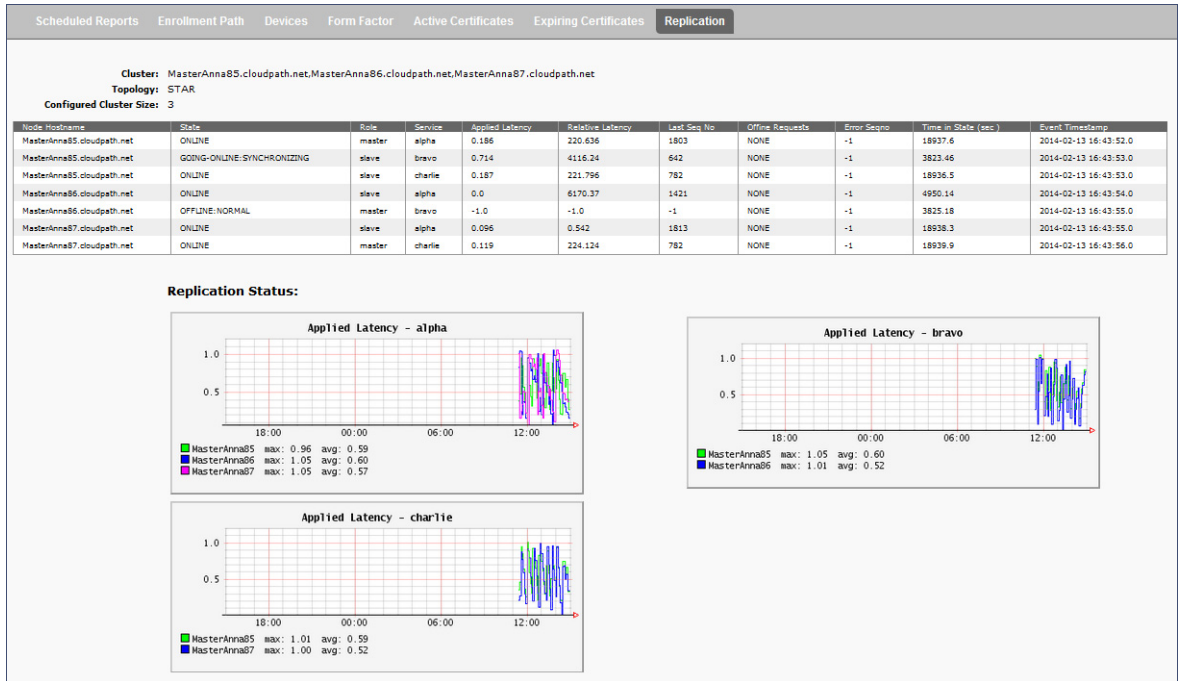 Scheduled Reports Enrollment Path Devices Form Factor Active Certificates Expiring Certificates Replication
Cluster: MasterAnna85.cloudpath.net,MasterAnna86.cloudpath.net,MasterAnna87.cloudpath.net
Topology: STAR
Configured Cluster Size: 3
Node Hostname State Role Service Applied Latency Relative Latency Last Seq No Offine Requests Error Seqno Time in State (sec ) Event Timestamp
MasterAnna85.cloudpath.net ONLINE master alpha 0.186 220.636 1803 NONE -1 18937.6 2014-02-13 16:43:52.0
MasterAnna85.cloudpath.net GOING-ONLINE:SYNCHRONIZING slave bravo 0.714 4116.24 642 NONE -1 3823.46 2014-02-13 16:43:53.0
MasterAnna85.cloudpath.net ONLINE slave charlie 0.187 221.796 782 NONE -1 18936.5 2014-02-13 16:43:53.0
MasterAnna86.cloudpath.net ONLINE slave alpha 0.0 6170.37 1421 NONE -1 4950.14 2014-02-13 16:43:54.0
MasterAnna86.cloudpath.net OFFLINE:NORMAL master bravo -1.0 -1.0 -1 NONE -1 3825.18 2014-02-13 16:43:55.0
MasterAnna87.cloudpath.net ONLINE slave alpha 0.096 0.542 1813 NONE -1 18938.3 2014-02-13 16:43:55.0
MasterAnna87.cloudpath.net ONLINE master charlie 0.119 224.124 782 NONE -1 18939.9 2014-02-13 16:43:56.0
Replication Status:
Applied Latency - alpha
1.0
0.5
18:00 00:00 06:00 12:00
MasterAnna85 max: 0.96 avg: 0.59
MasterAnna86 max: 1.05 avg: 0.60
MasterAnna87 max: 1.05 avg: 0.57
Applied Latency - bravo
1.0
0.5
18:00 00:00 06:00 12:00
MasterAnna85 max: 1.05 avg: 0.60
MasterAnna86 max: 1.01 avg: 0.52
Applied Latency - charlie
1.0
0.5
18:00 00:00 06:00 12:00
MasterAnna85 max: 1.01 avg: 0.59
MasterAnna87 max: 1.00 avg: 0.52